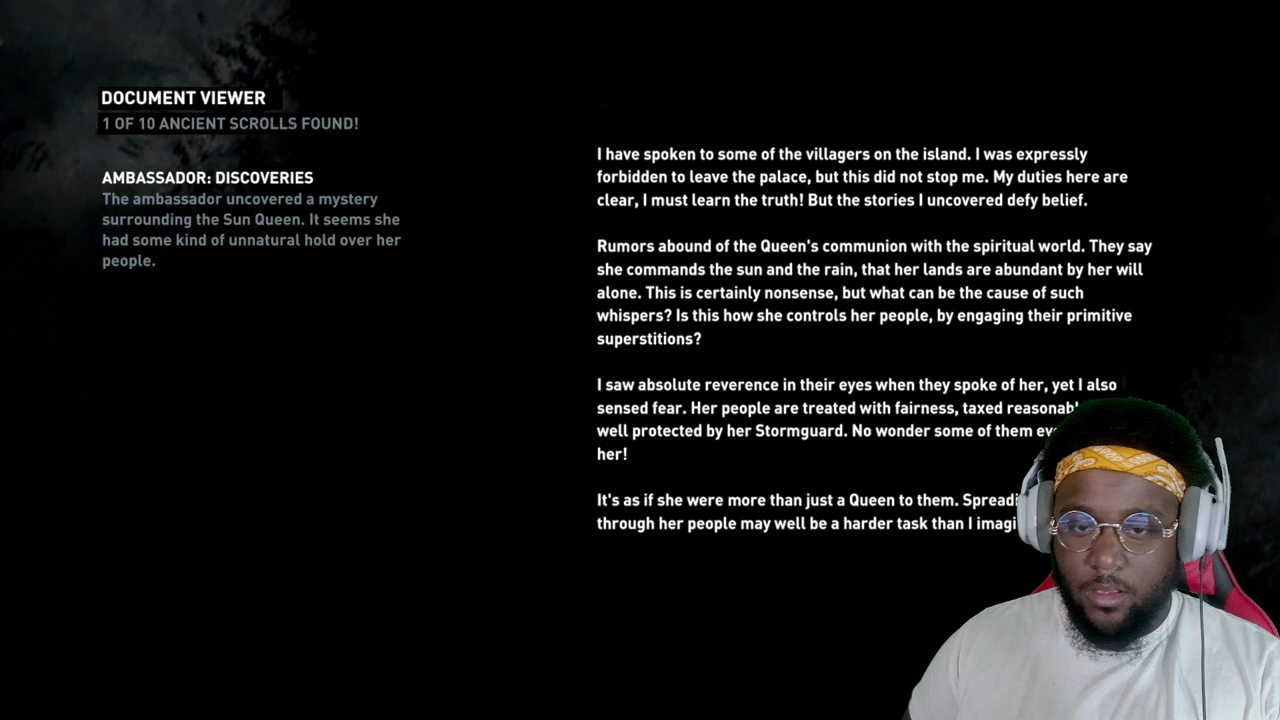 DOCUMENT VIEWER
1 OF 10 ANCIENT SCROLLS FOUND!
AMBASSADOR: DISCOVERIES
The ambassador uncovered a mystery
surrounding the Sun Queen. It seems she
had some kind of unnatural hold over her
people.
I have spoken to some of the villagers on the island. I was expressly
forbidden to leave the palace, but this did not stop me. My duties here are
clear, I must learn the truth! But the stories I uncovered defy belief.
Rumors abound of the Queen's communion with the spiritual world. They say
she commands the sun and the rain, that her lands are abundant by her will
alone. This is certainly nonsense, but what can be the cause of such
whispers? Is this how she controls her people, by engaging their primitive
superstitions?
I saw absolute reverence in their eyes when they spoke of her, yet I also
sensed fear. Her people are treated with fairness, taxed
well protected by her Stormguard. No wonder some of them
her!
It's as if she were more than just a Queen to them.
through her people may well be a harder task than I